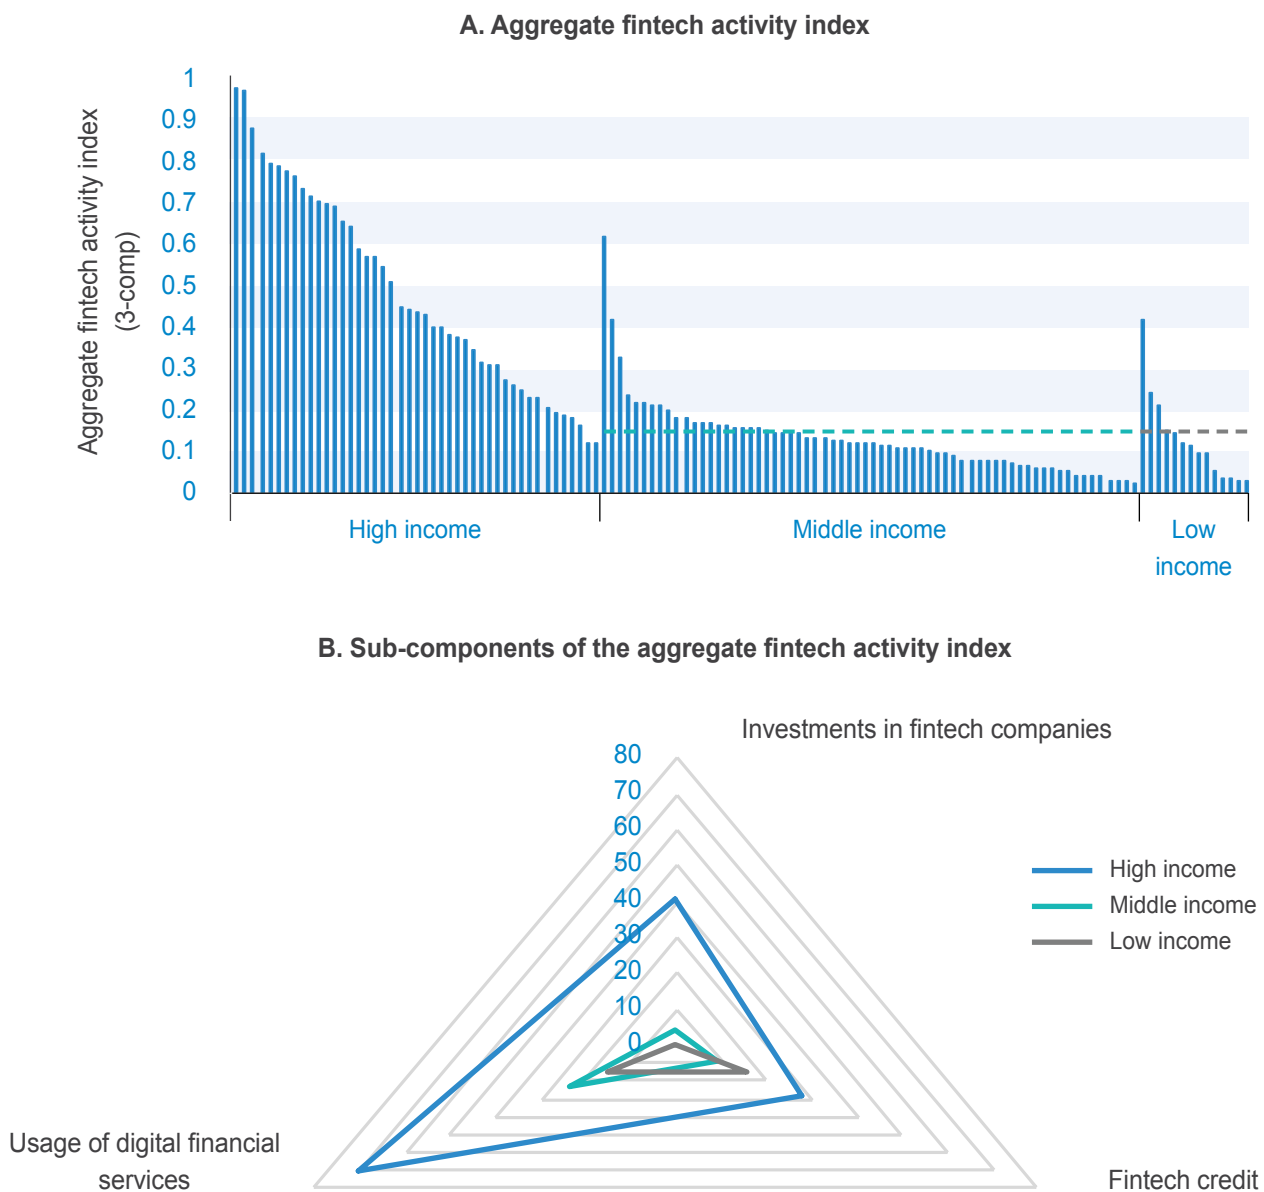 A. Aggregate fintech activity index
Aggregate fintech activity index
(3-comp)
1
0.9
0.8
0.7
0.6
0.5
0.4
0.3
0.2
0.1
0
High income
Middle income
Low
income
B. Sub-components of the aggregate fintech activity index
Investments in fintech companies
80
70
60
50
40
30
20
10
0
High income
Middle income
Low income
Usage of digital financial
services
Fintech credit